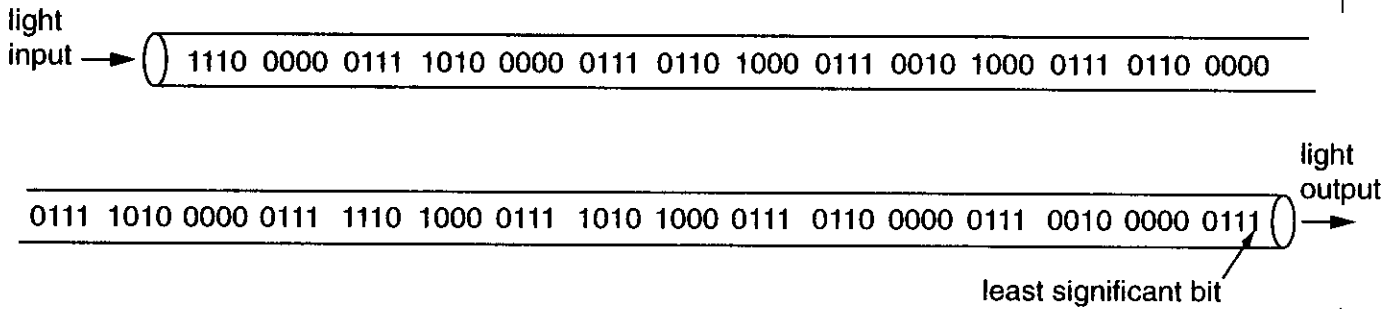 light
input
1110 0000 0111 1010 0000 0111 0110 1000 0111 0010 1000 0111 0110 0000
light
output
0111 1010 0000 0111 1110 1000 0111 1010 1000 0111 0110 0000 0111 0010 0000 0111
least significant bit